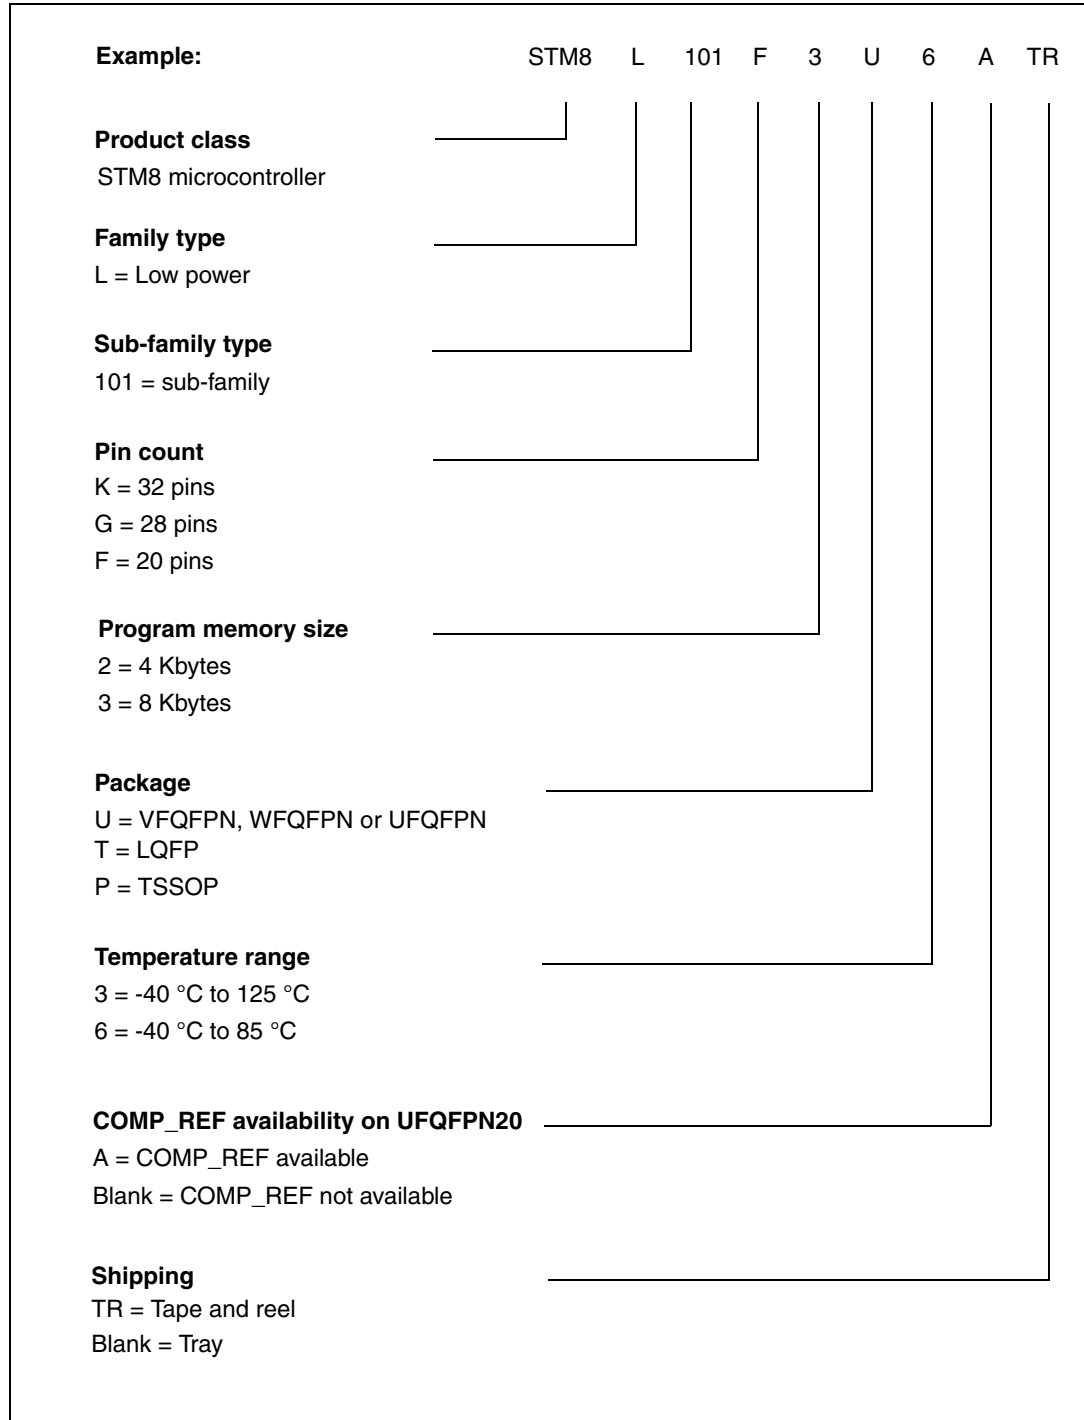 Example: STM8 L 101 F 3 U 6 A TR
Product class
STM8 microcontroller
Family type
L = Low power
Sub-family type
101 = sub-family
Pin count
K = 32 pins
G = 28 pins
F = 20 pins
Program memory size
2 = 4 Kbytes
3 = 8 Kbytes
Package
U = VFQFPN, WFQFPN or UFQFPN
T = LQFP
P = TSSOP
Temperature range
3 = -40 °C to 125 °C
6 = -40 °C to 85 °C
COMP_REF availability on UFQFPN20
A = COMP_REF available
Blank = COMP_REF not available
Shipping
TR = Tape and reel
Blank = Tray